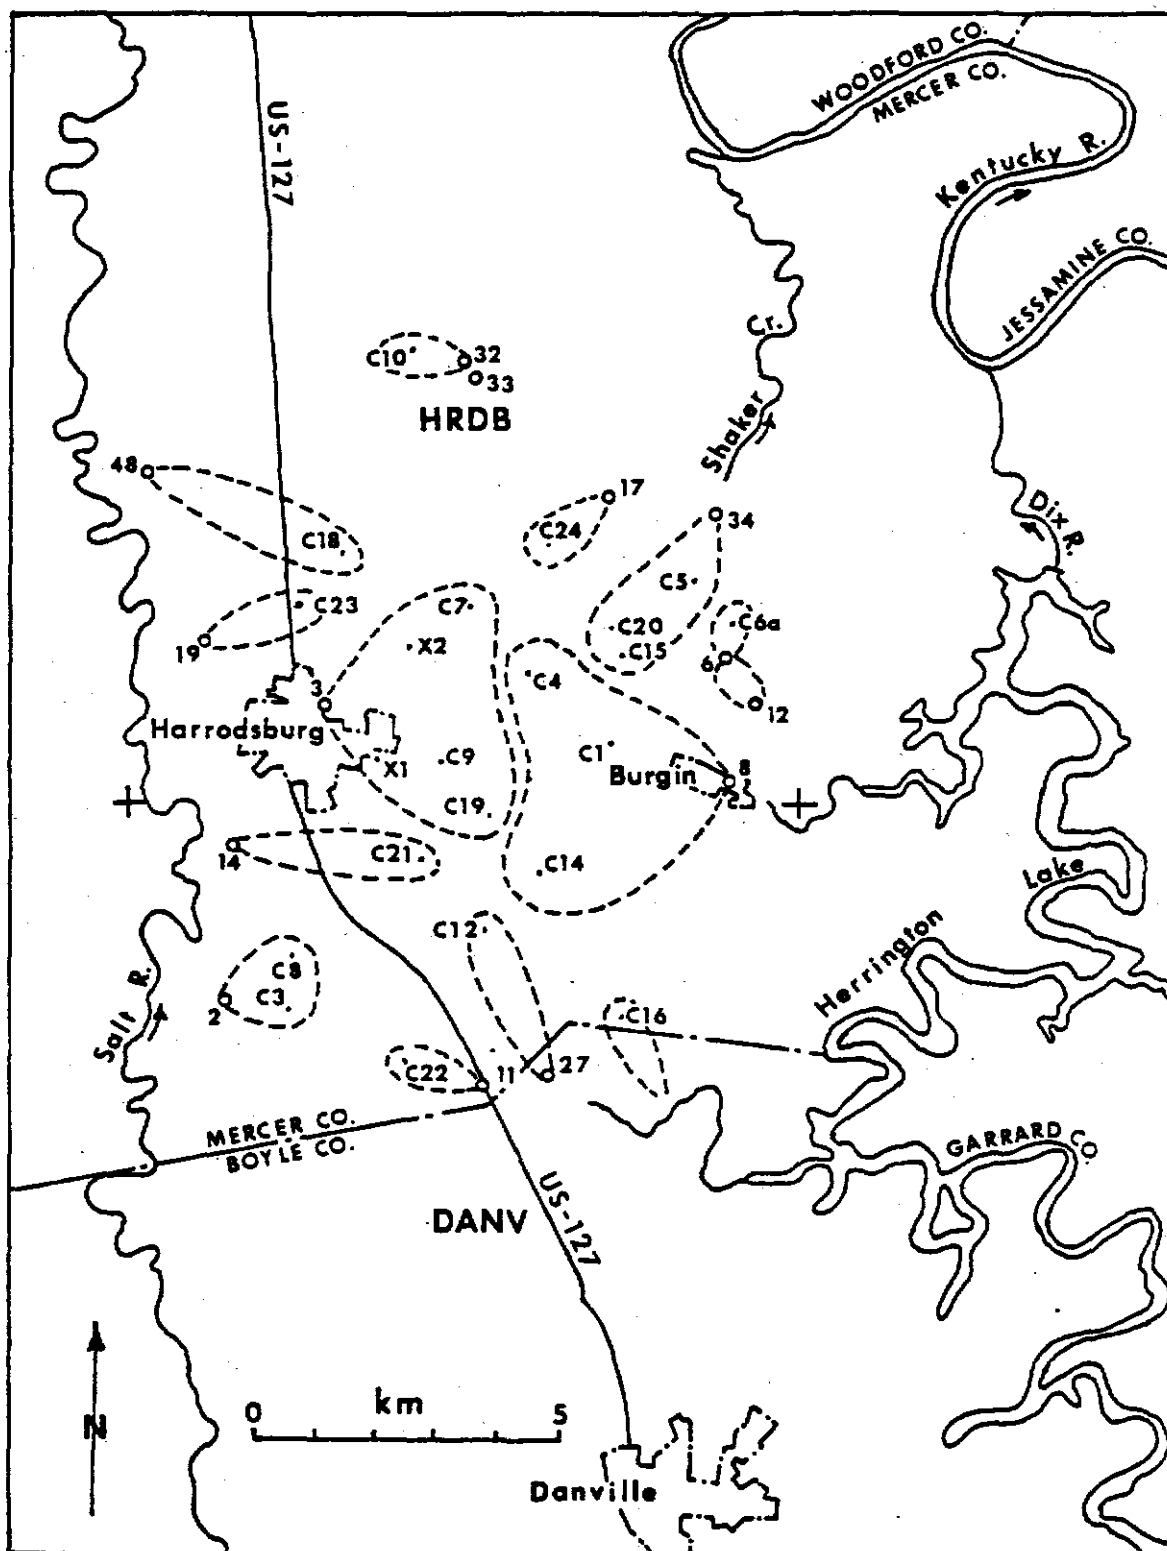 WOODFORD CO.
MERCER CO.
US-127
Kentucky R.
JESSAMINE CO.
Cr.
Shaker
C10
32
33
HRDB
48
C18
17
C24
34
Dix R.
C5
C23
19
C7
X2
C20
C15
C6a
6
12
C4
3
Harrodsburg
X1
C9
C19
C1
Burgin
8
14
C21
C14
Lake
Herrington
C12
C8
C3
2
Salt R.
C16
C22
11
27
MERCER CO.
BOYLE CO.
GARRARD CO.
DANV
US-127
N
0
km
5
Danville